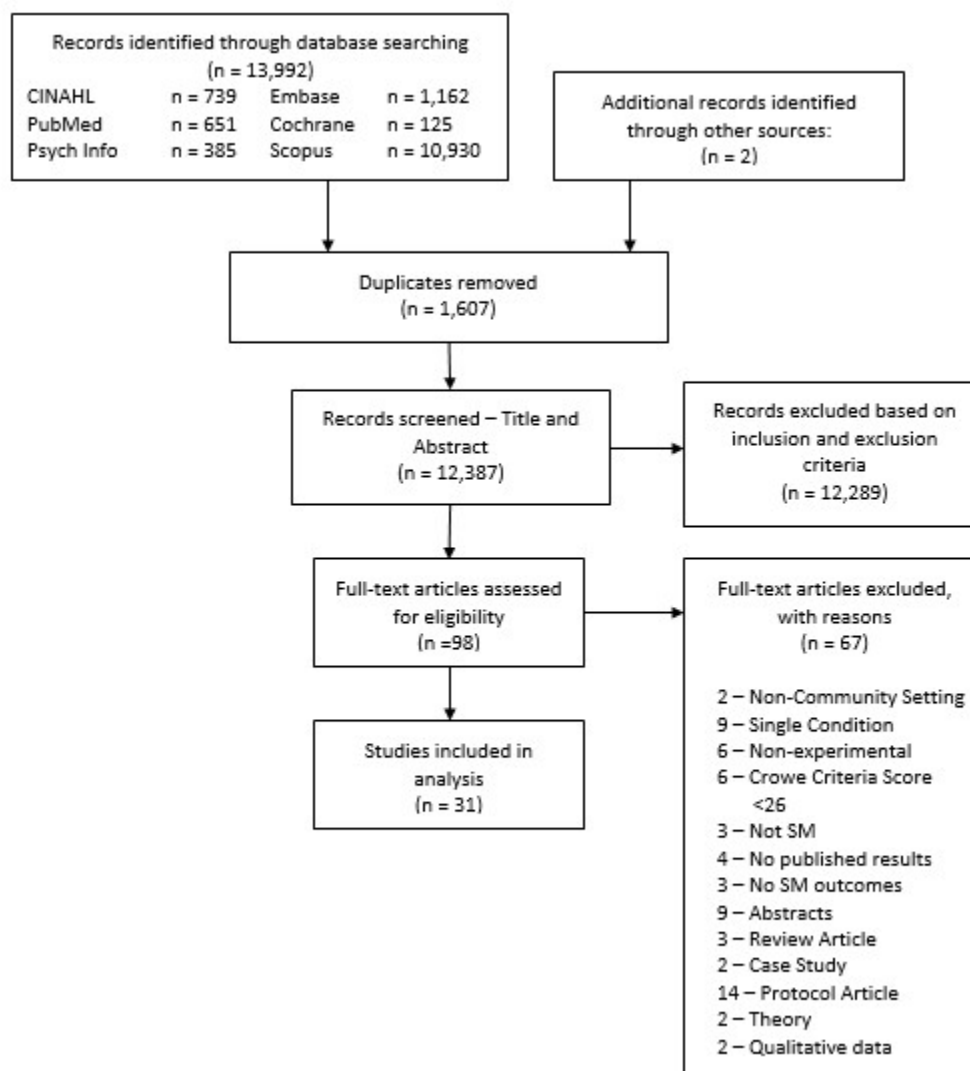 Records identified through database searching
(n = 13,992)
CINAHL n = 739 Embase n = 1,162
PubMed n = 651 Cochrane n = 125
Psych Info n = 385 Scopus n = 10,930
Additional records identified
through other sources:
(n = 2)
Duplicates removed
(n = 1,607)
Records screened – Title and
Abstract
(n = 12,387)
Records excluded based on
inclusion and exclusion
criteria
(n = 12,289)
Full-text articles assessed
for eligibility
(n =98)
Full-text articles excluded,
with reasons
(n = 67)
2 – Non-Community Setting
9 – Single Condition
6 – Non-experimental
6 – Crowe Criteria Score
<26
3 – Not SM
4 – No published results
3 – No SM outcomes
9 – Abstracts
3 – Review Article
2 – Case Study
14 – Protocol Article
2 – Theory
2 – Qualitative data
Studies included in
analysis
(n = 31)